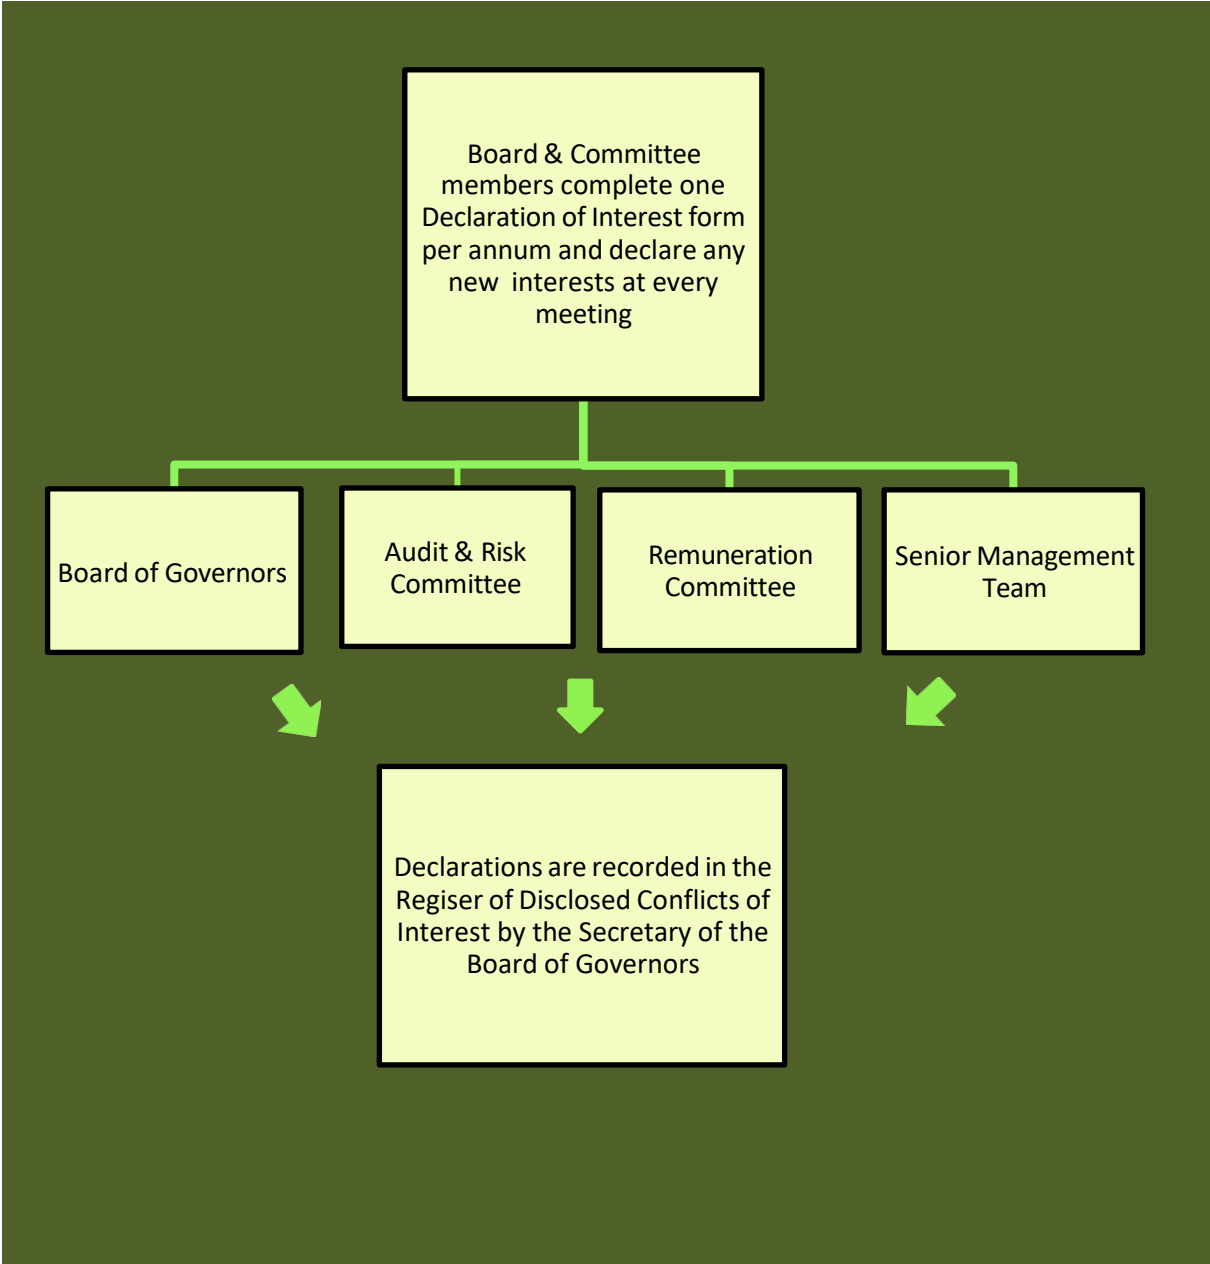 Board & Committee
members complete one
Declaration of Interest form
per annum and declare any
new interests at every
meeting
Board of Governors
Audit & Risk
Committee
Remuneration
Committee
Senior Management
Team
Declarations are recorded in the
Regiser of Disclosed Conflicts of
Interest by the Secretary of the
Board of Governors